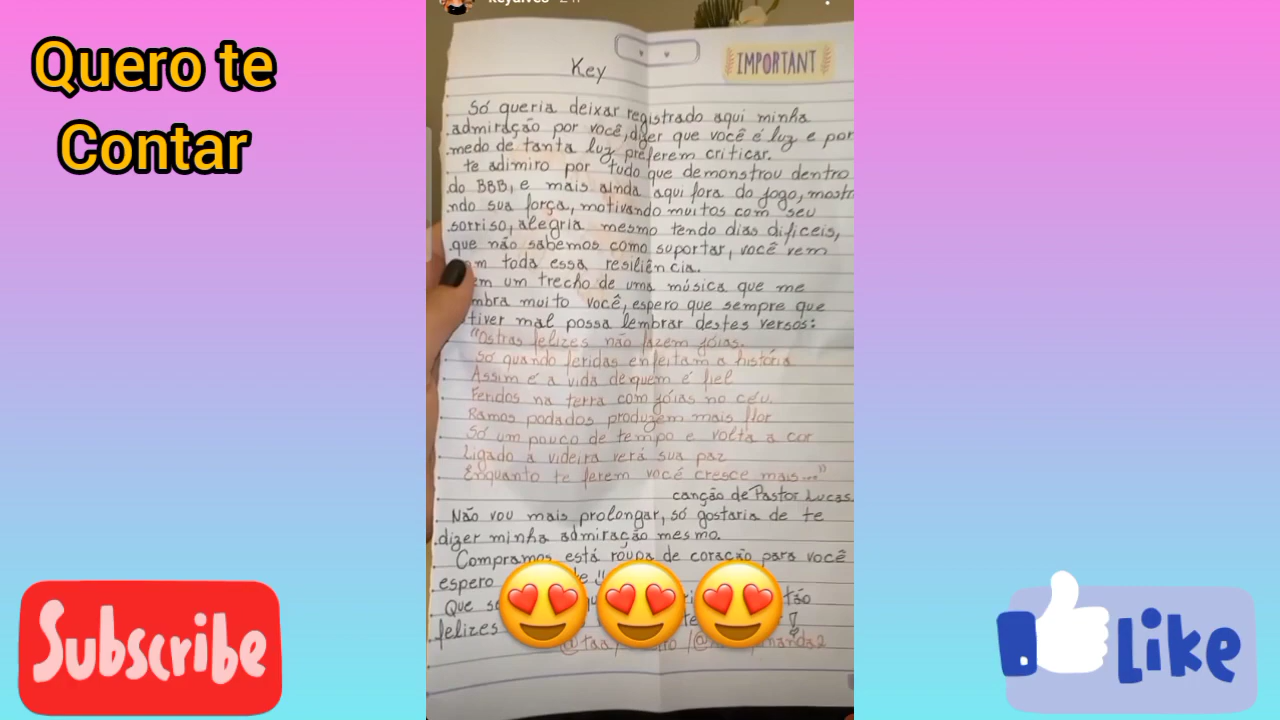 Quero te
Contar
Key
IMPORTANT
Só queria deixar registrado aqui minha
admiração por você, dizer que você é luz e por
medo de tanta luz preferem criticar.
te adimiro por tudo que demonstrou dentro
do BBB, e mais ainda aqui fora do jogo, mostr
ndo sua força, motivando muitos com seu
sorriso, alegria mesmo tendo dias dificeis,
que não sabemos como suportar, você vem
toda essa resiliência.
um trecho de uma música que me
mbra muito você, espero que sempre que
tiver mal possa lembrar destes versos:
"Ostras felizes não fazem jóias.
Só quando feridas enfeitam a história
Assim é a vida de quem é fiel
Feridos na terra com jóias no céu.
Ramos podados produzem mais flor
Só um pouco de tempo e volta a cor
Ligado a videira verá sua paz
Enquanto te ferem você cresce mais..."
canção de Pastor Lucas.
Não vou mais prolongar, só gostaria de te
dizer minha admiração mesmo.
Compramos está roupa de coração para você
espero
Que
felizes
Subscribe
Like